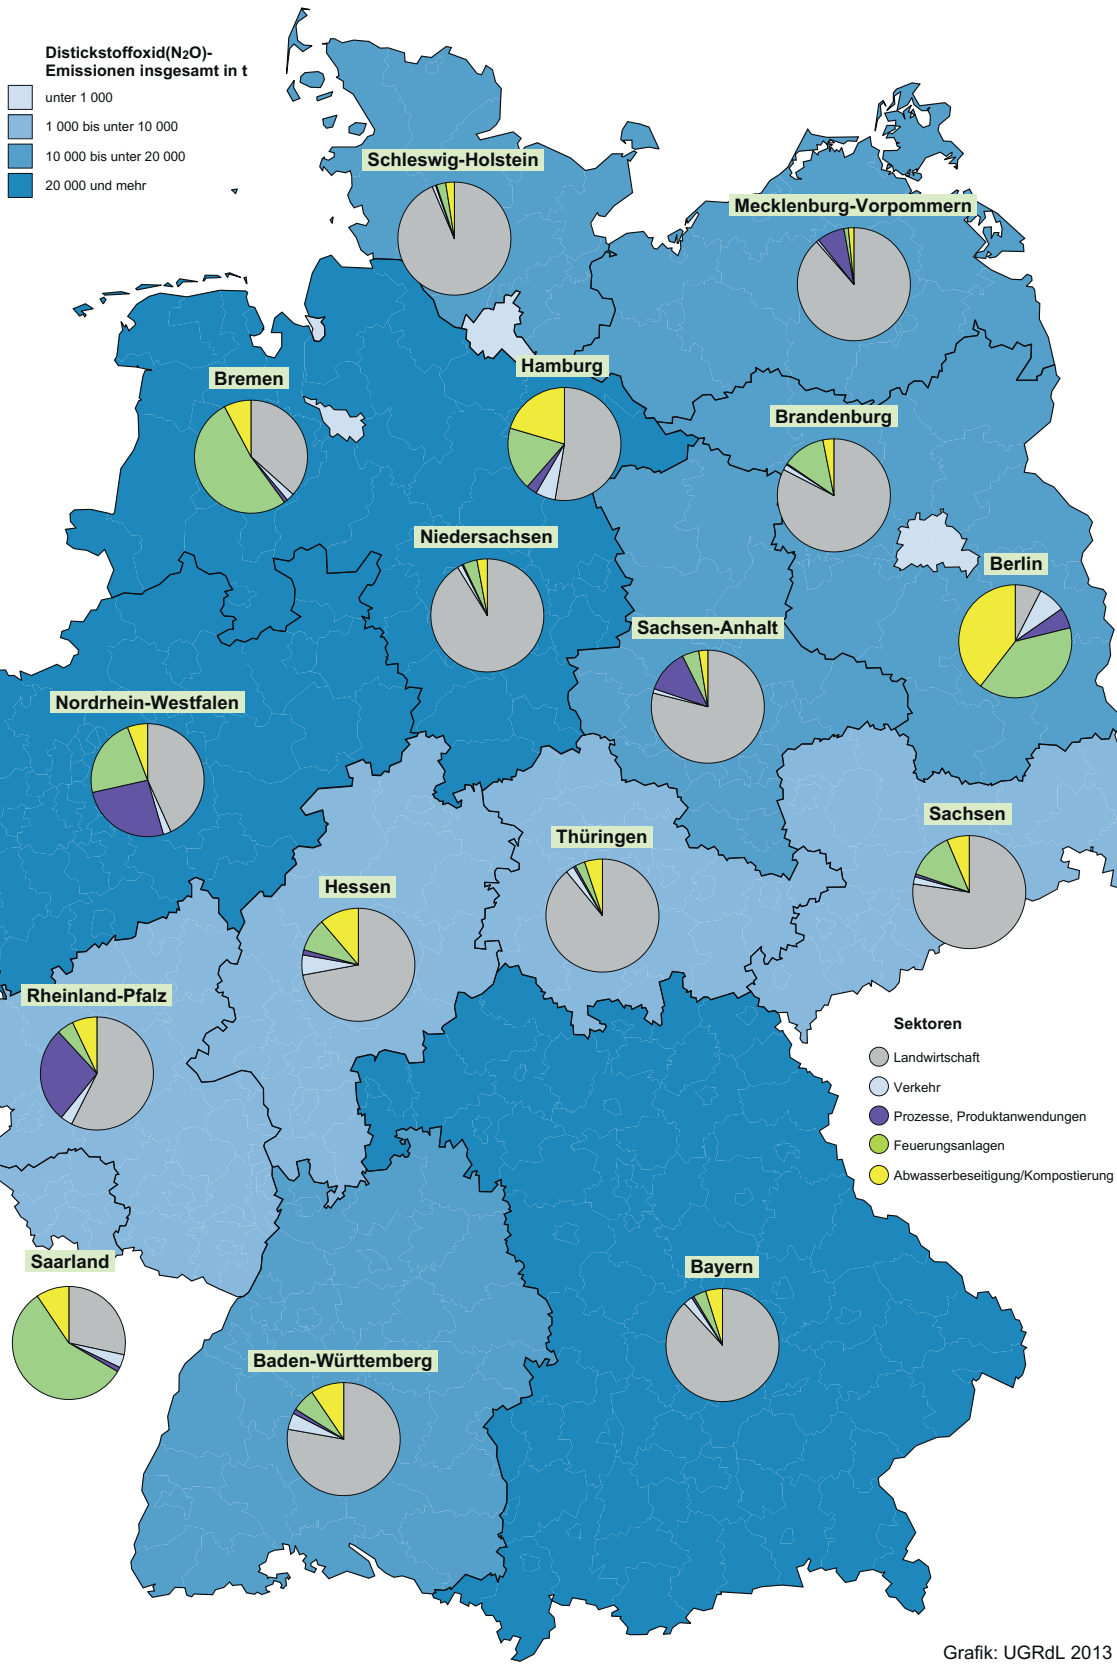 Distickstoffoxid(N2O)-
Emissionen insgesamt in t
unter 1 000
1 000 bis unter 10 000
10 000 bis unter 20 000
20 000 und mehr
Schleswig-Holstein
Mecklenburg-Vorpommern
Hamburg
Bremen
Brandenburg
Niedersachsen
Berlin
Sachsen-Anhalt
Nordrhein-Westfalen
Sachsen
Thüringen
Hessen
Rheinland-Pfalz
Sektoren
Landwirtschaft
Verkehr
Prozesse, Produktanwendungen
Feuerungsanlagen
Abwasserbeseitigung/Kompostierung
Saarland
Bayern
Baden-Württemberg
Grafik: UGRdL 2013